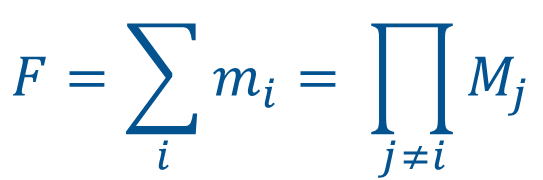 F = ∑_i m_i = ∏_{j≠i} M_j